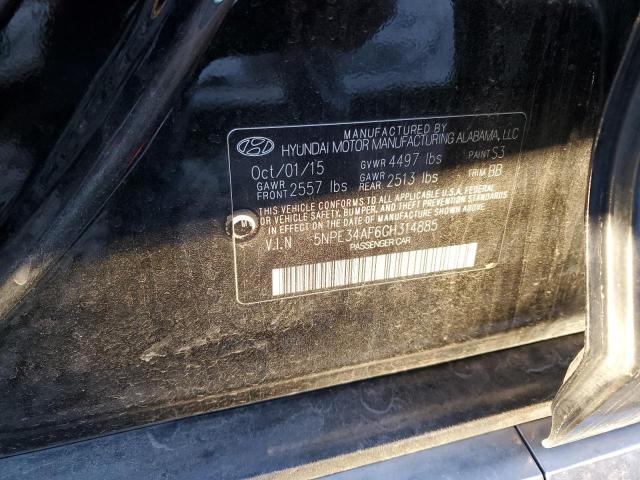 MANUFACTURED BY
HYUNDAI MOTOR MANUFACTURING ALABAMA, LLC
Oct/01/15 GVWR 4497 lbs PAINT S3
GAWR FRONT 2557 lbs GAWR REAR 2513 lbs TRIM BB
THIS VEHICLE CONFORMS TO ALL APPLICABLE U.S.A. FEDERAL
VEHICLE SAFETY, BUMPER, AND THEFT PREVENTION STANDARDS
IN EFFECT ON THE DATE OF MANUFACTURE SHOWN ABOVE.
V.I.N 5NPE34AF6GH314885
PASSENGER CAR